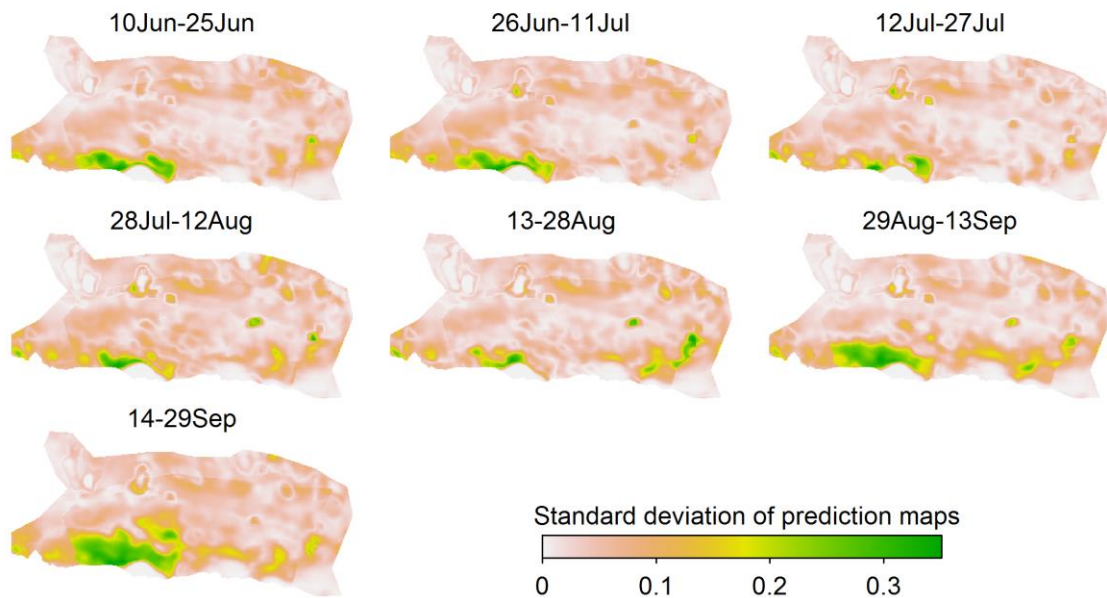 10Jun-25Jun
26Jun-11Jul
12Jul-27Jul
28Jul-12Aug
13-28Aug
29Aug-13Sep
14-29Sep
Standard deviation of prediction maps
0 0.1 0.2 0.3